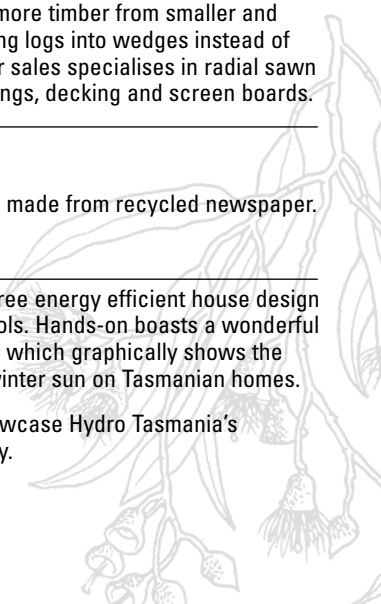 more timber from smaller and
ng logs into wedges instead of
r sales specialises in radial sawn
ngs, decking and screen boards.
made from recycled newspaper.
ree energy efficient house design
ols. Hands-on boasts a wonderful
which graphically shows the
vinter sun on Tasmanian homes.
wcase Hydro Tasmania's
y.